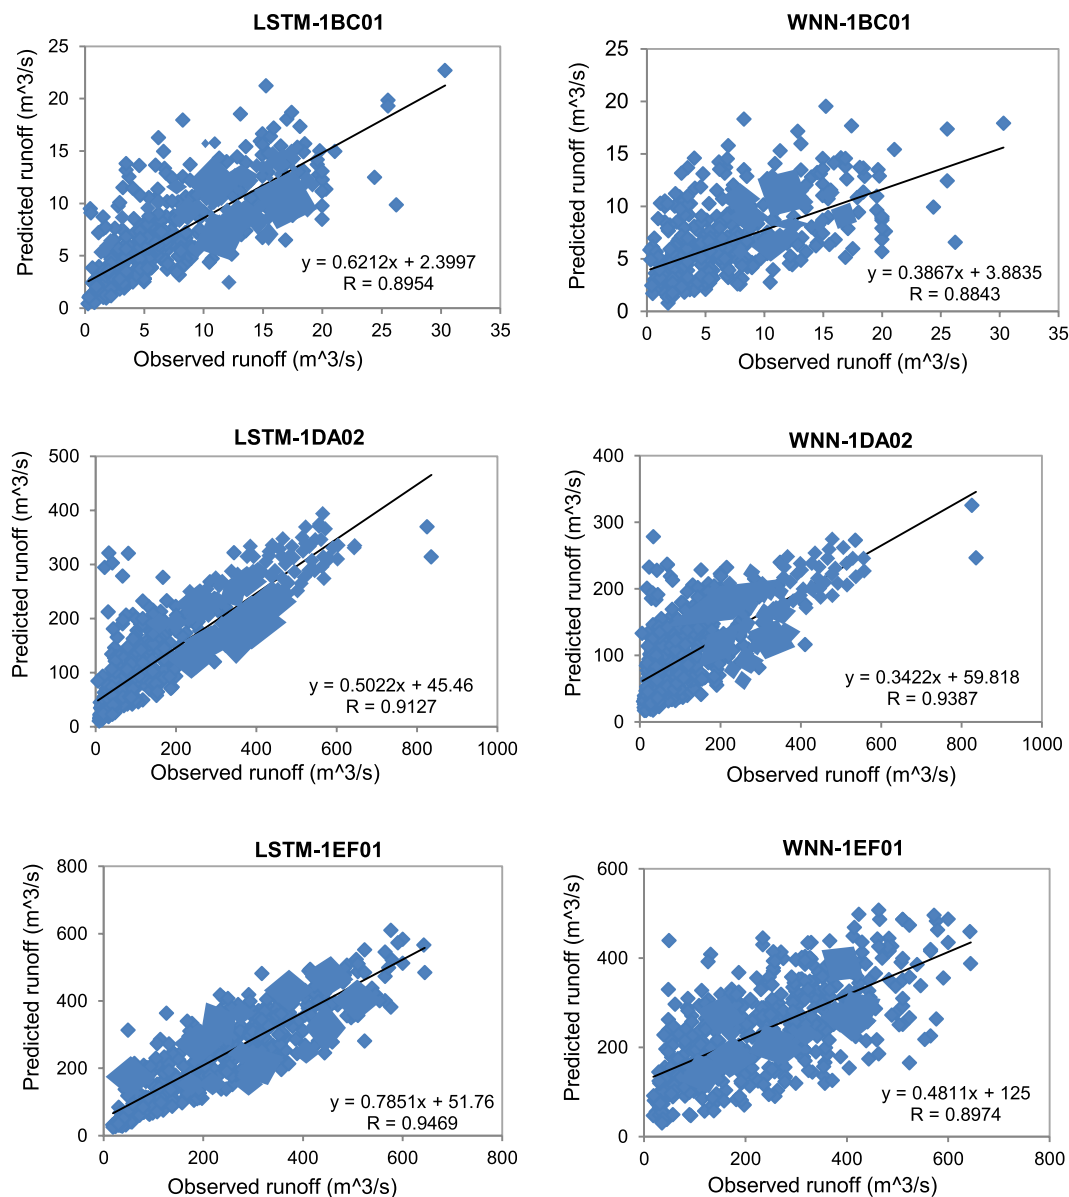 LSTM-1BC01
Predicted runoff (m^3/s)
25
20
15
10
5
0
y = 0.6212x + 2.3997
R = 0.8954
0 5 10 15 20 25 30 35
Observed runoff (m^3/s)
WNN-1BC01
Predicted runoff (m^3/s)
25
20
15
10
5
0
y = 0.3867x + 3.8835
R = 0.8843
0 5 10 15 20 25 30 35
Observed runoff (m^3/s)
LSTM-1DA02
Predicted runoff (m^3/s)
500
400
300
200
100
0
y = 0.5022x + 45.46
R = 0.9127
0 200 400 600 800 1000
Observed runoff (m^3/s)
WNN-1DA02
Predicted runoff (m^3/s)
400
300
200
100
0
y = 0.3422x + 59.818
R = 0.9387
0 200 400 600 800 1000
Observed runoff (m^3/s)
LSTM-1EF01
Predicted runoff (m^3/s)
800
600
400
200
0
y = 0.7851x + 51.76
R = 0.9469
0 200 400 600 800
Observed runoff (m^3/s)
WNN-1EF01
Predicted runoff (m^3/s)
600
400
200
0
y = 0.4811x + 125
R = 0.8974
0 200 400 600 800
Observed runoff (m^3/s)